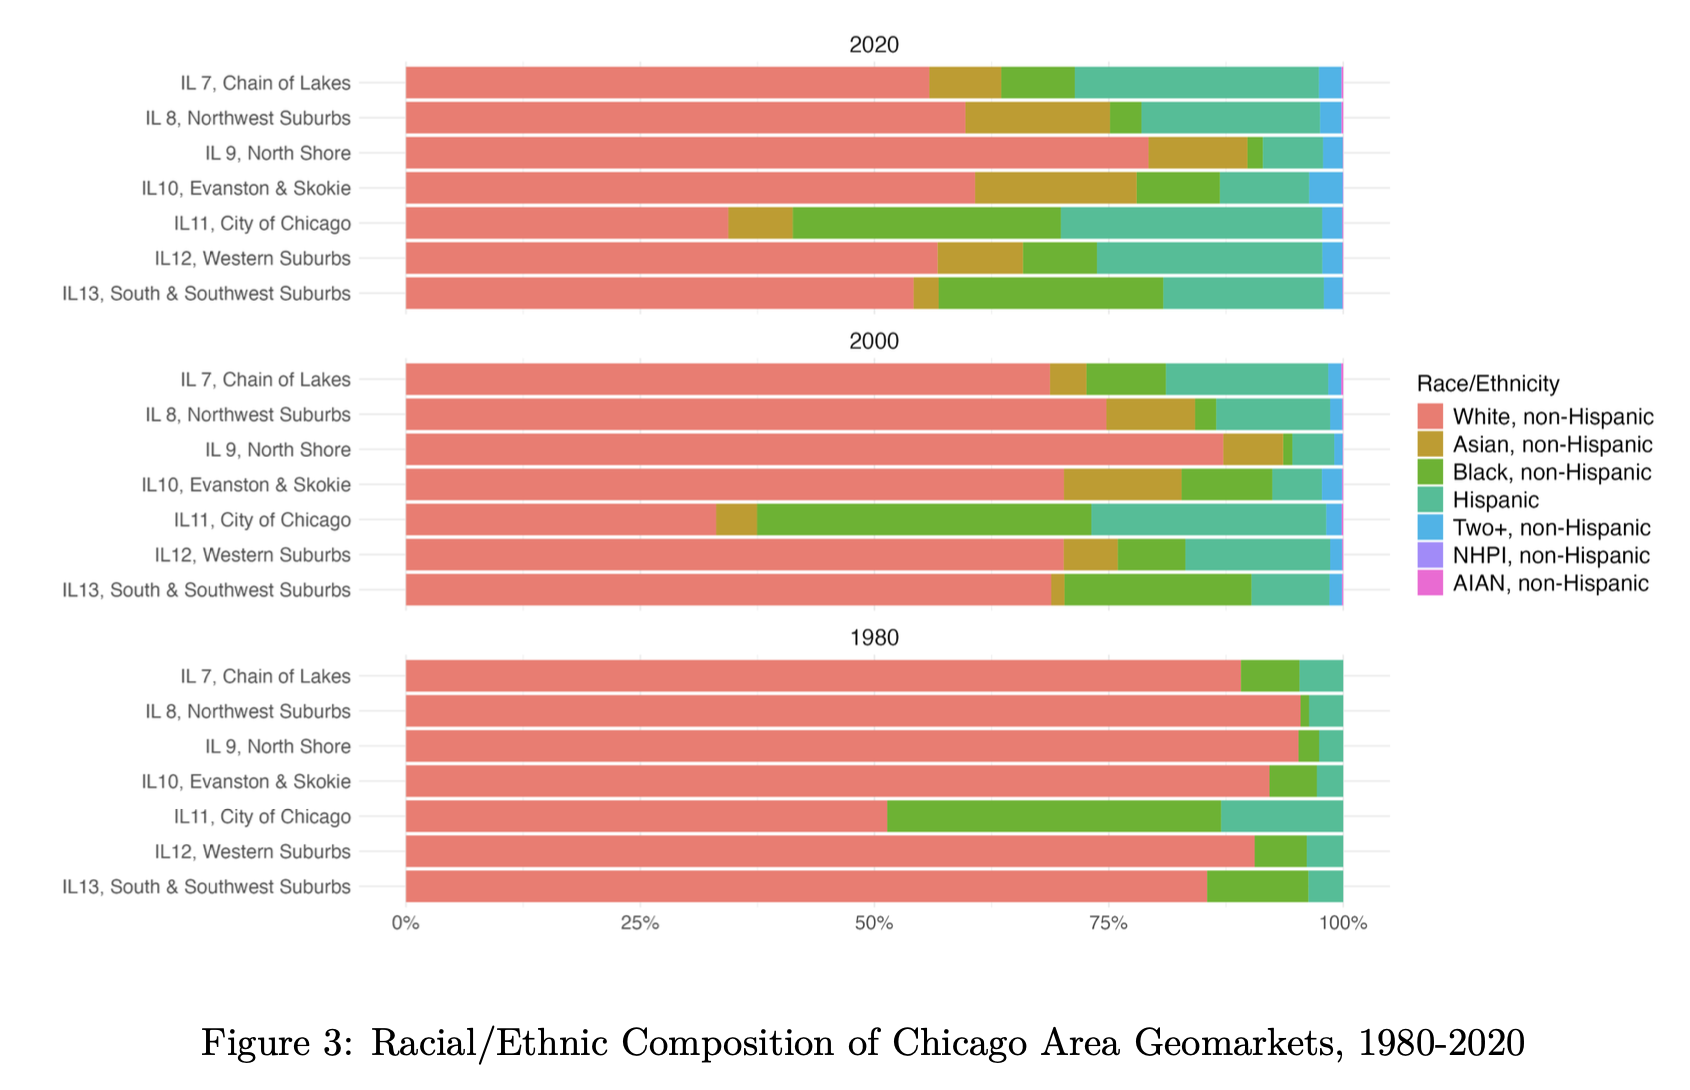 2020
IL 7, Chain of Lakes
IL 8, Northwest Suburbs
IL 9, North Shore
IL10, Evanston & Skokie
IL11, City of Chicago
IL12, Western Suburbs
IL13, South & Southwest Suburbs
2000
IL 7, Chain of Lakes
IL 8, Northwest Suburbs
IL 9, North Shore
IL10, Evanston & Skokie
IL11, City of Chicago
IL12, Western Suburbs
IL13, South & Southwest Suburbs
1980
IL 7, Chain of Lakes
IL 8, Northwest Suburbs
IL 9, North Shore
IL10, Evanston & Skokie
IL11, City of Chicago
IL12, Western Suburbs
IL13, South & Southwest Suburbs
0% 25% 50% 75% 100%
Race/Ethnicity
White, non-Hispanic
Asian, non-Hispanic
Black, non-Hispanic
Hispanic
Two+, non-Hispanic
NHPI, non-Hispanic
AIAN, non-Hispanic
Figure 3: Racial/Ethnic Composition of Chicago Area Geomarkets, 1980-2020